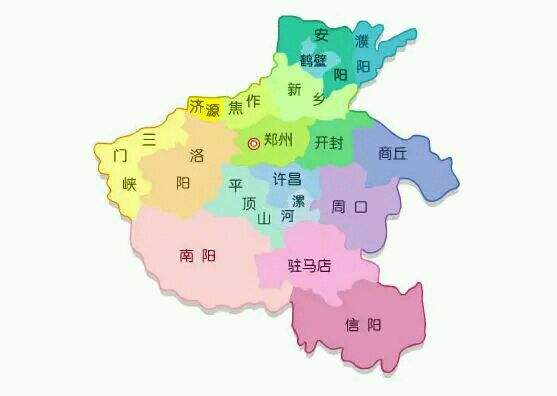 安阳
濮阳
鹤壁
新乡
济源
焦作
三门峡
洛阳
郑州
开封
商丘
平顶山
许昌
漯河
周口
南阳
驻马店
信阳